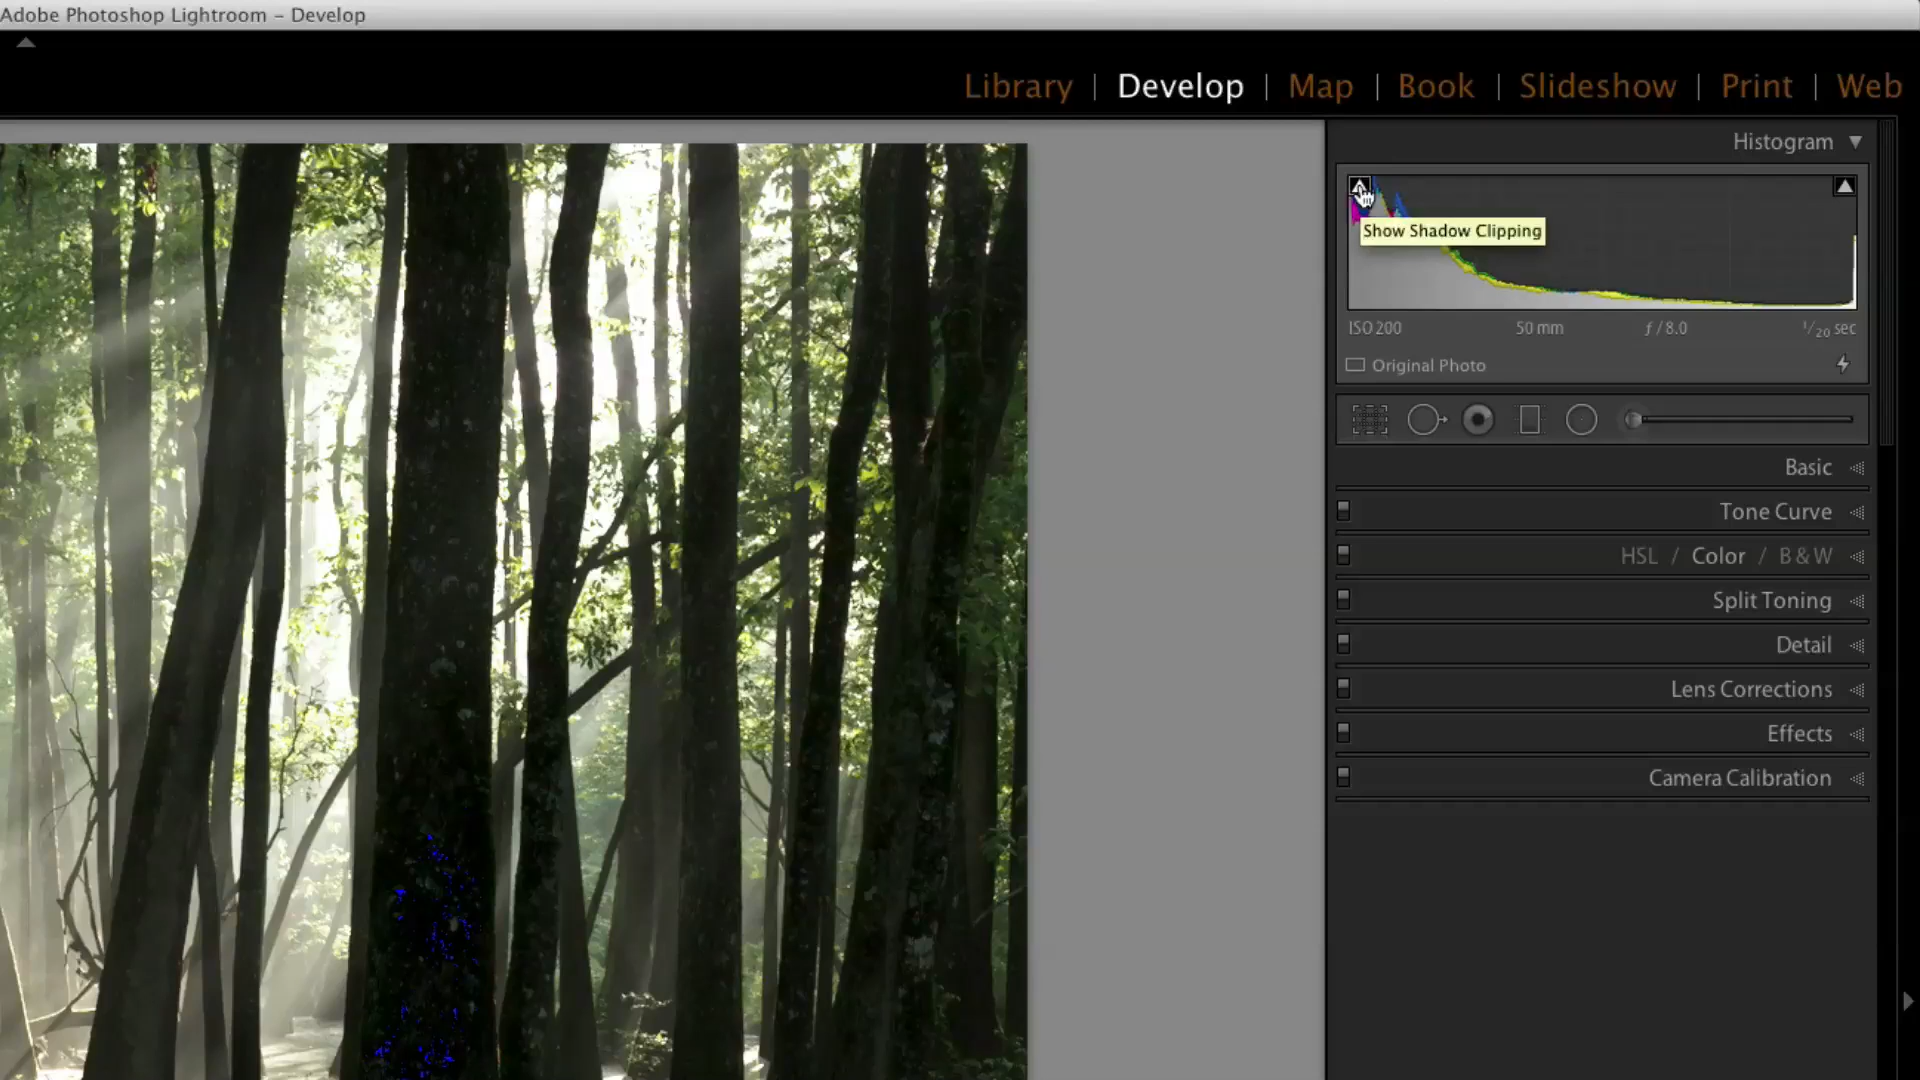 Adobe Photoshop Lightroom – Develop
Library | Develop | Map | Book | Slideshow | Print | Web
Histogram
Show Shadow Clipping
ISO 200 50 mm ƒ / 8.0 1/20 sec
Original Photo
Basic
Tone Curve
HSL / Color / B & W
Split Toning
Detail
Lens Corrections
Effects
Camera Calibration